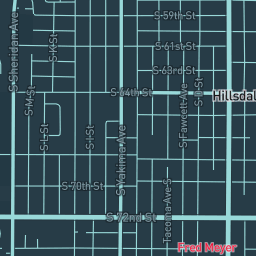 S 59th St
S Sheridan Ave
S K St
S 61st St
S 63rd St
S 64th St
S M St
Hillsdal
S Fawcett Ave
S L St
S I St
S Yakima Ave
S 70th St
Tacoma Ave S
S 72nd St
Fred Meyer